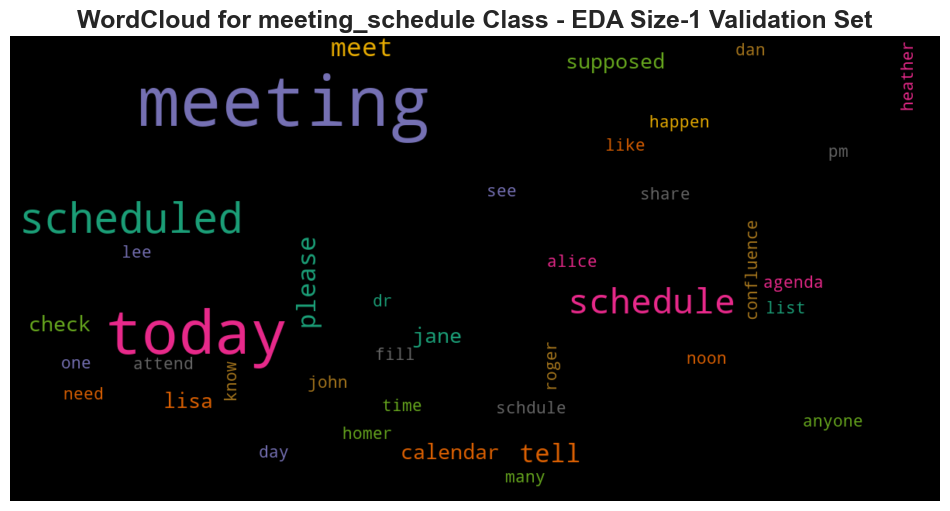 WordCloud for meeting_schedule Class - EDA Size-1 Validation Set
meet
dan
supposed
heather
meeting
happen
like
pm
see
share
scheduled
lee
please
confluence
alice
agenda
dr
schedule
list
check
today
jane
fill
one
attend
know
roger
noon
john
need
lisa
time
schdule
anyone
homer
day
calendar
tell
many